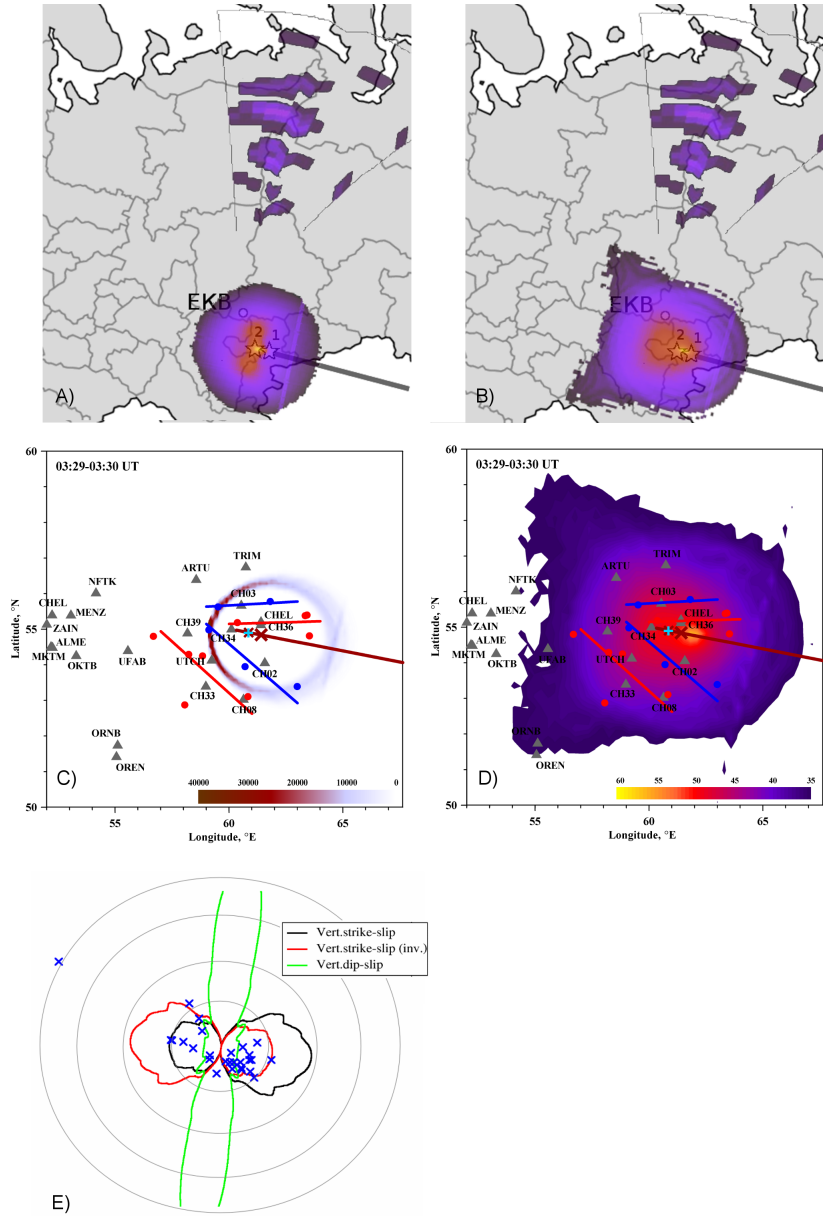 EKB
2
1
A)
EKB
2
1
B)
60
03:29-03:30 UT
TRIM
ARTU
NFTK
CH03
CHEL
CHEL
MENZ
CH39
CH36
ZAIN
CH34
ALME
MKTM
OKTB
UFAB
UTCH
CH02
CH33
CH08
ORNB
OREN
C)
40000
30000
20000
10000
0
50
55
60
65
Latitude, °N
Longitude, °E
60
03:29-03:30 UT
TRIM
ARTU
NFTK
CH03
CHEL
CHEL
MENZ
CH39
CH36
ZAIN
CH34
ALME
MKTM
OKTB
UFAB
UTCH
CH02
CH33
CH08
ORNB
OREN
D)
60
55
50
45
40
35
55
50
55
60
65
Latitude, °N
Longitude, °E
Vert.strike-slip
Vert.strike-slip (inv.)
Vert.dip-slip
E)